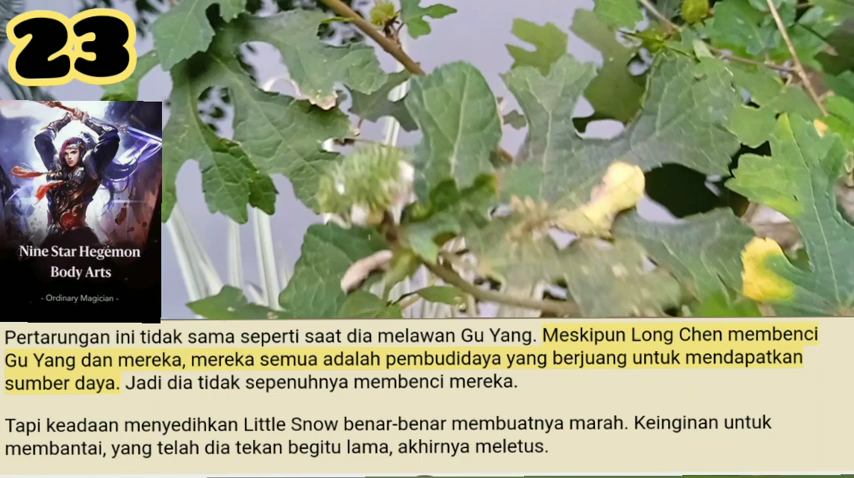 23
Nine Star Hegemon
Body Arts
- Ordinary Magician -
Pertarungan ini tidak sama seperti saat dia melawan Gu Yang. Meskipun Long Chen membenci
Gu Yang dan mereka, mereka semua adalah pembudidaya yang berjuang untuk mendapatkan
sumber daya. Jadi dia tidak sepenuhnya membenci mereka.
Tapi keadaan menyedihkan Little Snow benar-benar membuatnya marah. Keinginan untuk
membantai, yang telah dia tekan begitu lama, akhirnya meletus.